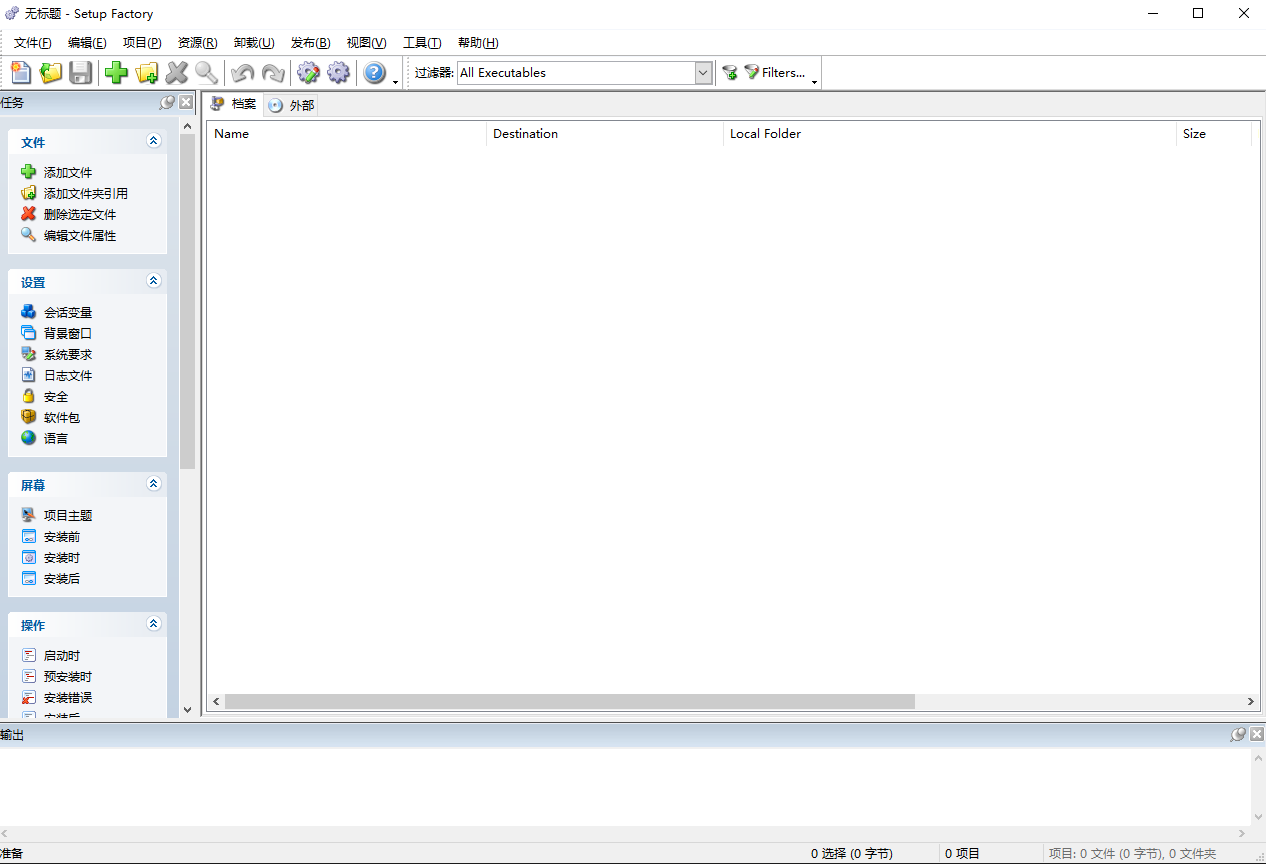 无标题 - Setup Factory
文件(F) 编辑(E) 项目(P) 资源(R) 卸载(U) 发布(B) 视图(V) 工具(T) 帮助(H)
过滤器: All Executables Filters...
任务
文件
添加文件
添加文件夹引用
删除选定文件
编辑文件属性
设置
会话变量
背景窗口
系统要求
日志文件
安全
软件包
语言
屏幕
项目主题
安装前
安装时
安装后
操作
启动时
预安装时
安装错误
安装后
档案 外部
Name Destination Local Folder Size
输出
准备 0 选择 (0 字节) 0 项目 项目: 0 文件 (0 字节), 0 文件夹